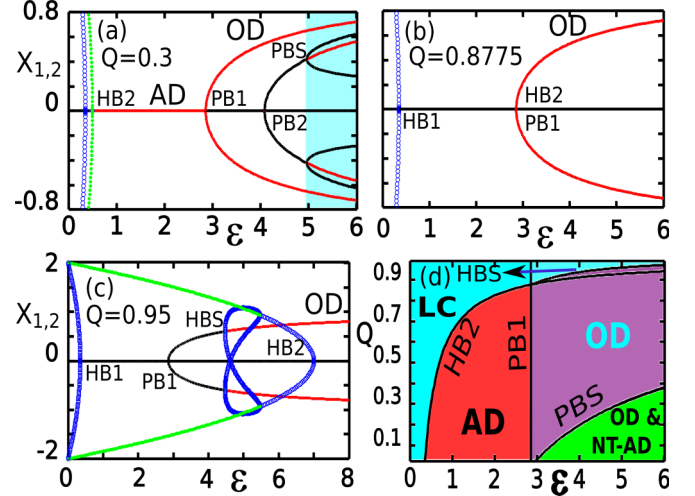 0.8
(a)
OD
PBS
X1,2
Q=0.3
HB2
AD
0
PB1
PB2
-0.8
0 1 2 3 4 5 6
ε
(b)
OD
Q=0.8775
HB2
HB1
PB1
0 1 2 3 4 5 6
ε
2
(c)
X1,2
Q=0.95
HBS
OD
HB2
0
HB1
PB1
-2
0 2 4 6 8
ε
0.9
HBS
(d)
LC
0.7
HB2
PB1
OD
Q
0.5
0.3
AD
PBS
OD &
NT-AD
0.1
0 1 2 3 4 5 6
ε